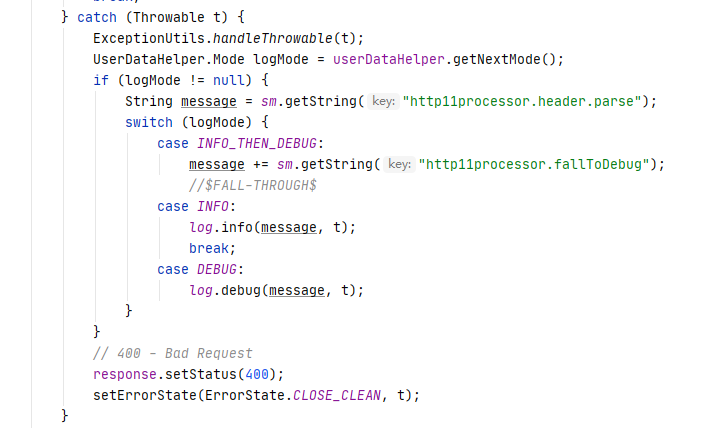 } catch (Throwable t) {
ExceptionUtils.handleThrowable(t);
UserDataHelper.Mode logMode = userDataHelper.getNextMode();
if (logMode != null) {
String message = sm.getString( key: "http11processor.header.parse");
switch (logMode) {
case INFO_THEN_DEBUG:
message += sm.getString( key: "http11processor.fallToDebug");
//$FALL-THROUGH$
case INFO:
log.info(message, t);
break;
case DEBUG:
log.debug(message, t);
}
}
// 400 - Bad Request
response.setStatus(400);
setErrorState(ErrorState.CLOSE_CLEAN, t);
}